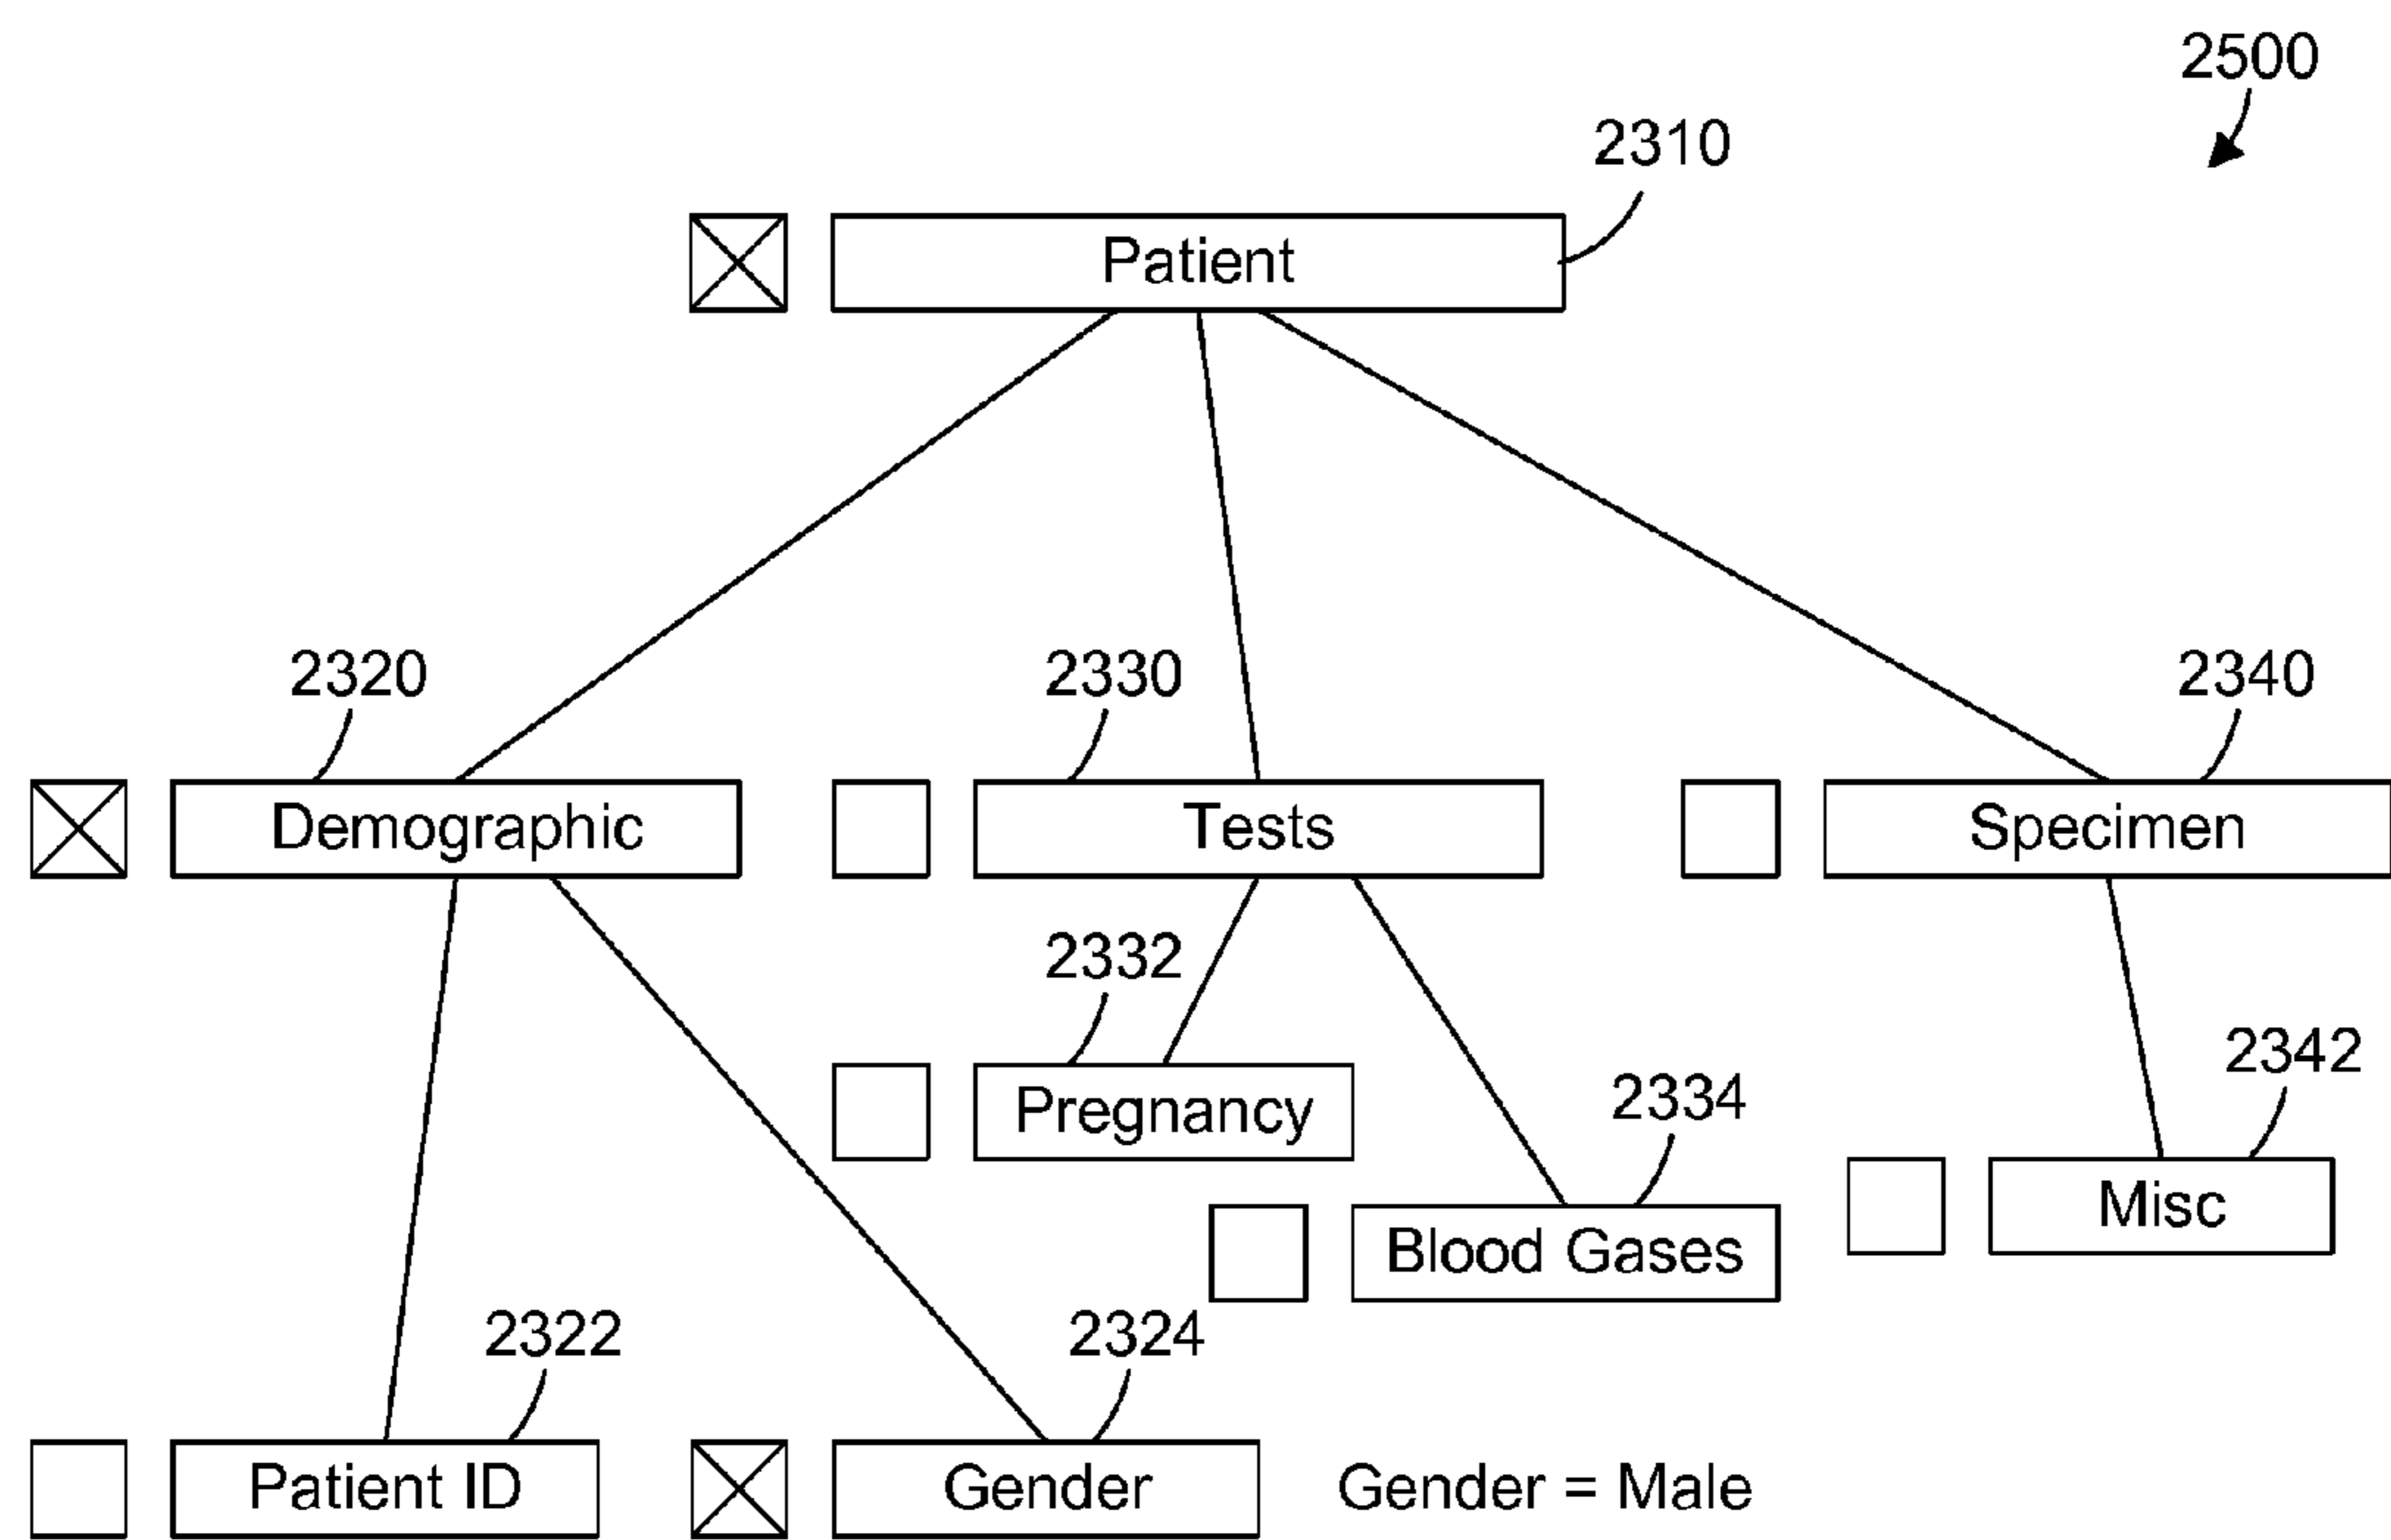 2500
2310
Patient
2320
2330
2340
Demographic
Tests
Specimen
2332
Pregnancy
2334
Blood Gases
2342
Misc
2322
2324
Patient ID
Gender
Gender = Male